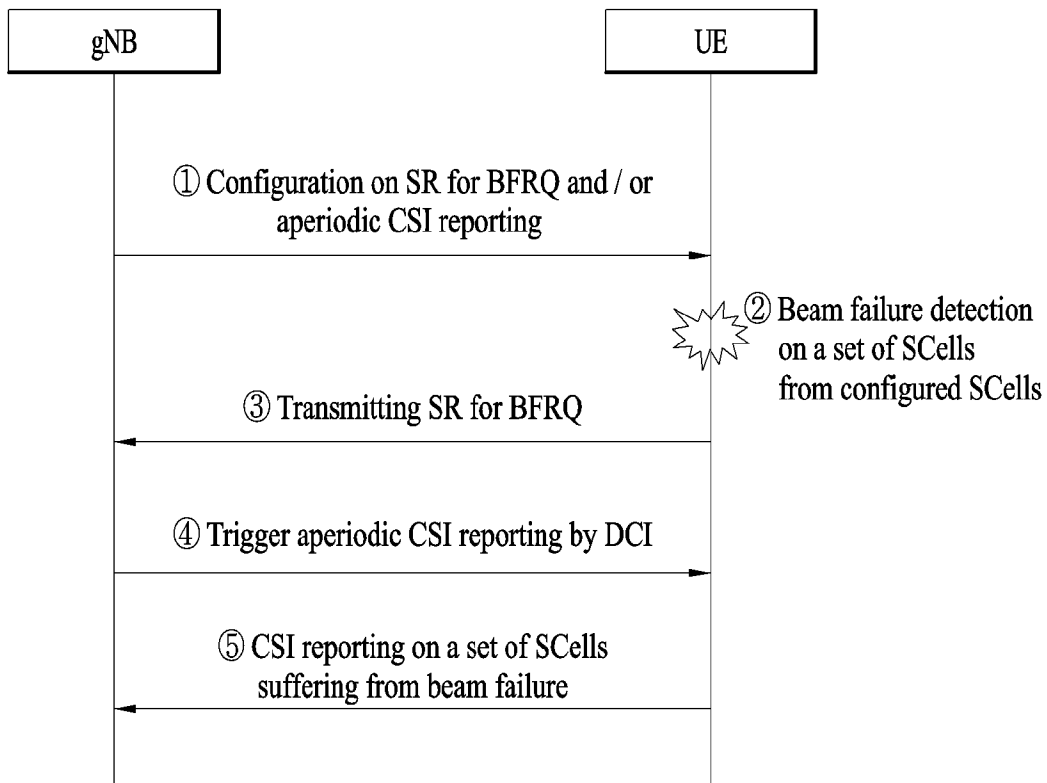 gNB
UE
① Configuration on SR for BFRQ and / or
aperiodic CSI reporting
② Beam failure detection
on a set of SCells
from configured SCells
③ Transmitting SR for BFRQ
④ Trigger aperiodic CSI reporting by DCI
⑤ CSI reporting on a set of SCells
suffering from beam failure